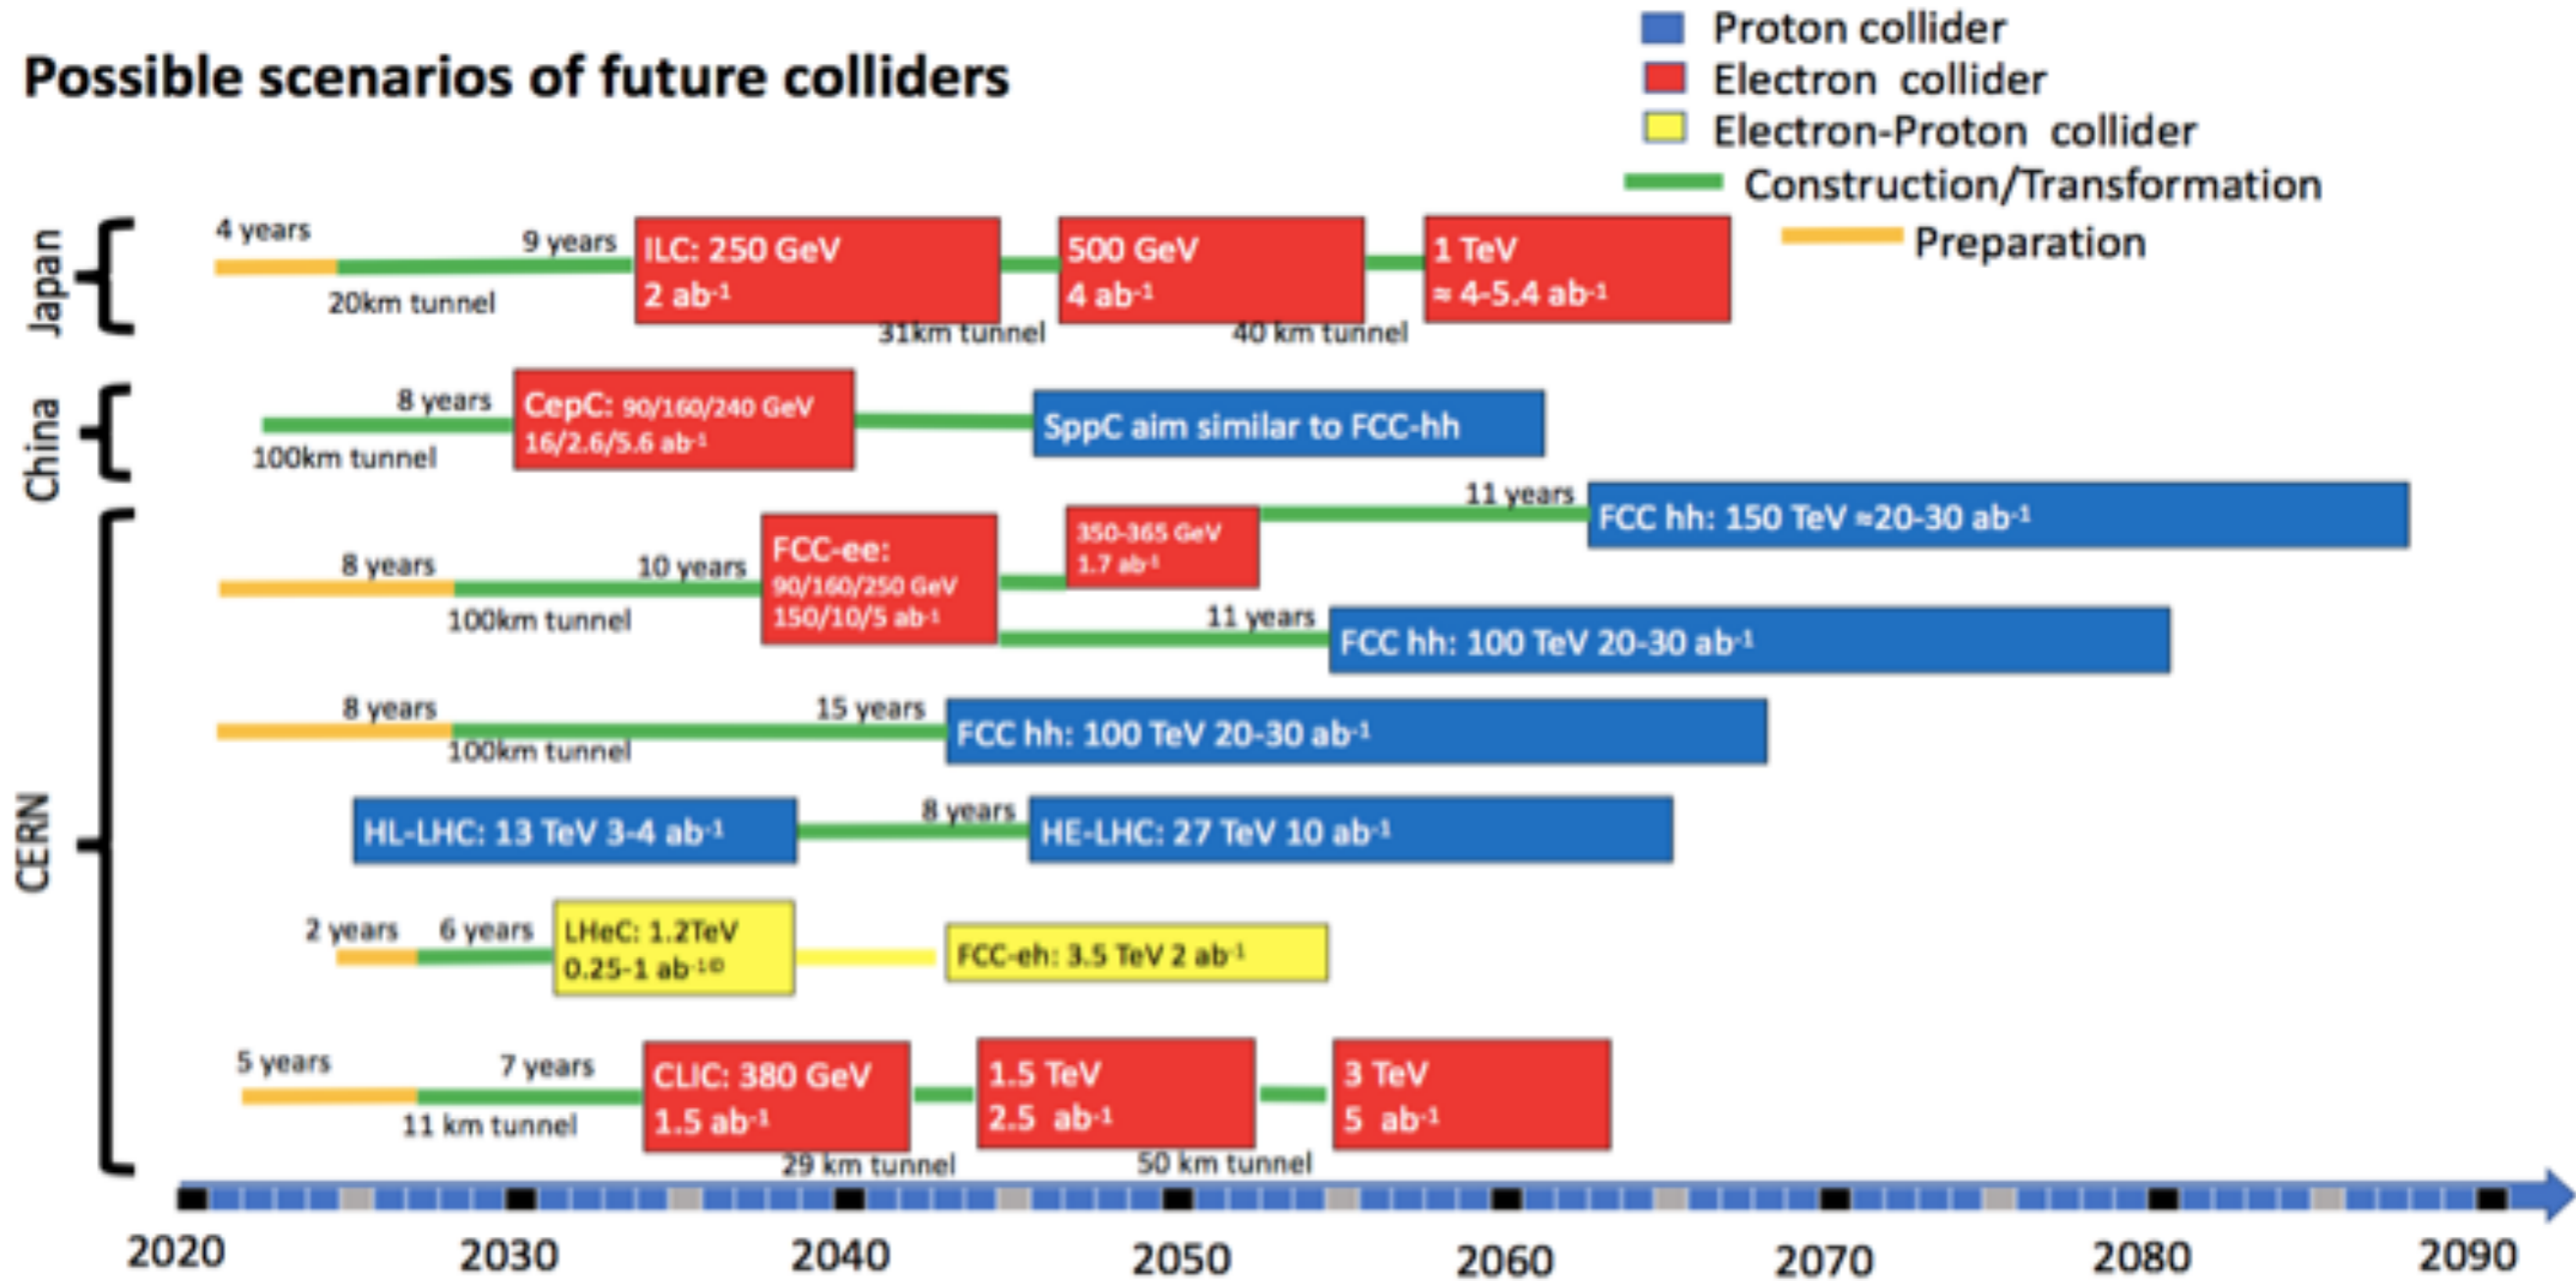 Possible scenarios of future colliders
Proton collider
Electron collider
Electron-Proton collider
Construction/Transformation
Preparation
Japan
4 years
9 years
20km tunnel
ILC: 250 GeV
2 ab-1
31km tunnel
500 GeV
4 ab-1
40 km tunnel
1 TeV
≈ 4-5.4 ab-1
China
8 years
100km tunnel
CepC: 90/160/240 GeV
16/2.6/5.6 ab-1
SppC aim similar to FCC-hh
CERN
8 years
10 years
100km tunnel
FCC-ee:
90/160/250 GeV
150/10/5 ab-1
350-365 GeV
1.7 ab-1
11 years
FCC hh: 150 TeV ≈20-30 ab-1
11 years
FCC hh: 100 TeV 20-30 ab-1
8 years
15 years
100km tunnel
FCC hh: 100 TeV 20-30 ab-1
HL-LHC: 13 TeV 3-4 ab-1
8 years
HE-LHC: 27 TeV 10 ab-1
2 years
6 years
LHeC: 1.2TeV
0.25-1 ab-1
FCC-eh: 3.5 TeV 2 ab-1
5 years
7 years
11 km tunnel
CLIC: 380 GeV
1.5 ab-1
29 km tunnel
1.5 TeV
2.5 ab-1
50 km tunnel
3 TeV
5 ab-1
2020
2030
2040
2050
2060
2070
2080
2090